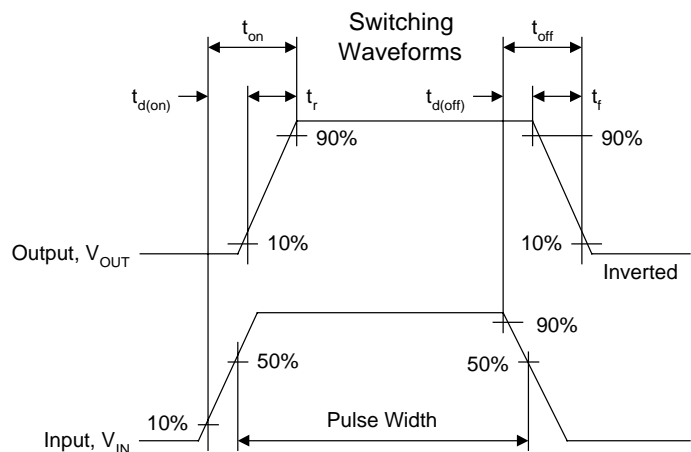 Switching
Waveforms
t_on
t_off
t_d(on)
t_r
t_d(off)
t_f
90%
90%
10%
10%
Output, V_OUT
Inverted
90%
50%
50%
10%
Pulse Width
Input, V_IN